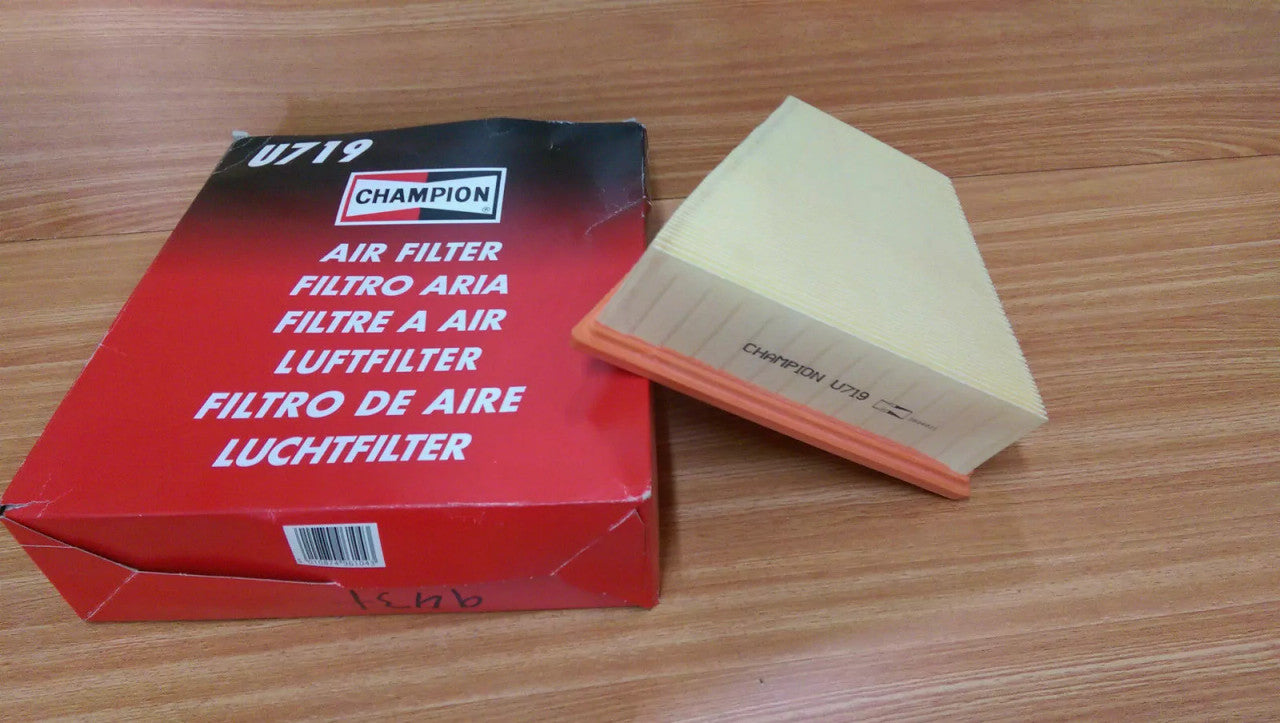 U719
CHAMPION
®
AIR FILTER
FILTRO ARIA
FILTRE A AIR
LUFTFILTER
FILTRO DE AIRE
LUCHTFILTER
CHAMPION U719